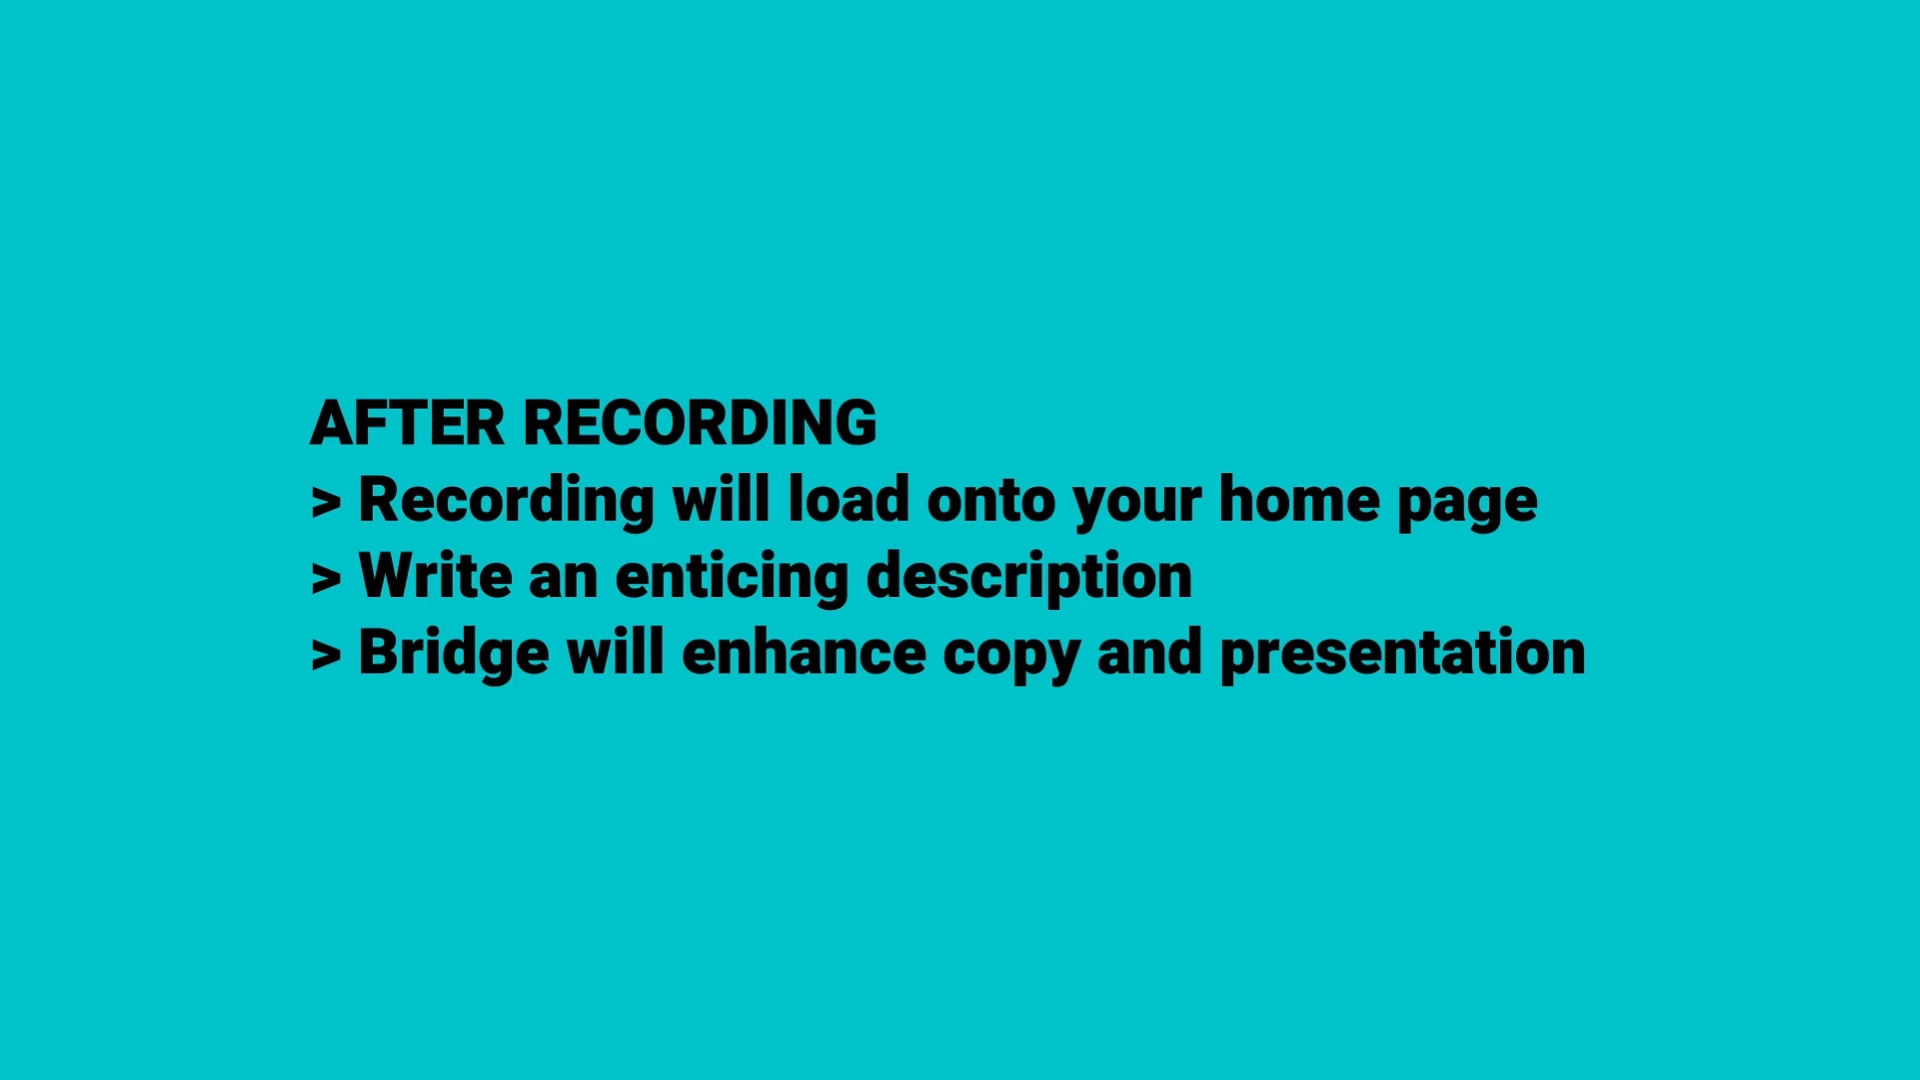 AFTER RECORDING
> Recording will load onto your home page
> Write an enticing description
> Bridge will enhance copy and presentation